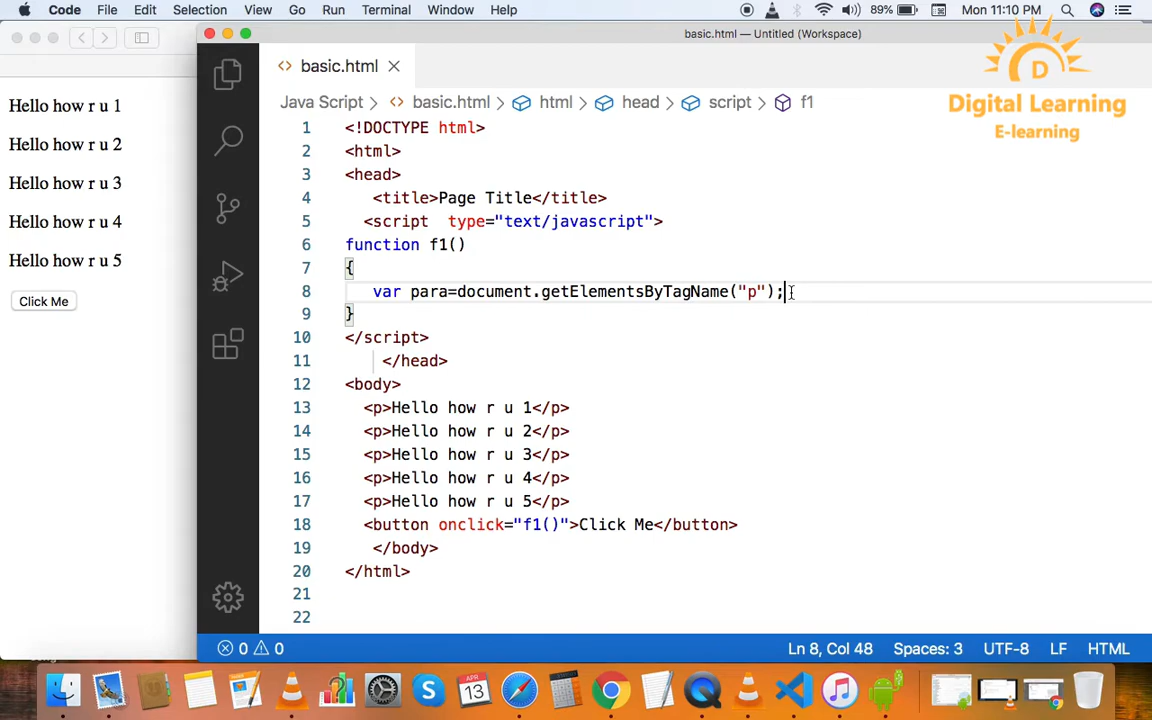 Code File Edit Selection View Go Run Terminal Window Help 89% Mon 11:10 PM
basic.html — Untitled (Workspace)
basic.html
Java Script > basic.html > html > head > script > f1
D
Digital Learning
E-learning
Hello how r u 1
Hello how r u 2
Hello how r u 3
Hello how r u 4
Hello how r u 5
Click Me
1 <!DOCTYPE html>
2 <html>
3 <head>
4 <title>Page Title</title>
5 <script type="text/javascript">
6 function f1()
7 {
8 var para=document.getElementsByTagName("p");
9 }
10 </script>
11 </head>
12 <body>
13 <p>Hello how r u 1</p>
14 <p>Hello how r u 2</p>
15 <p>Hello how r u 3</p>
16 <p>Hello how r u 4</p>
17 <p>Hello how r u 5</p>
18 <button onclick="f1()">Click Me</button>
19 </body>
20 </html>
21
22
0 0 Ln 8, Col 48 Spaces: 3 UTF-8 LF HTML
APR
13